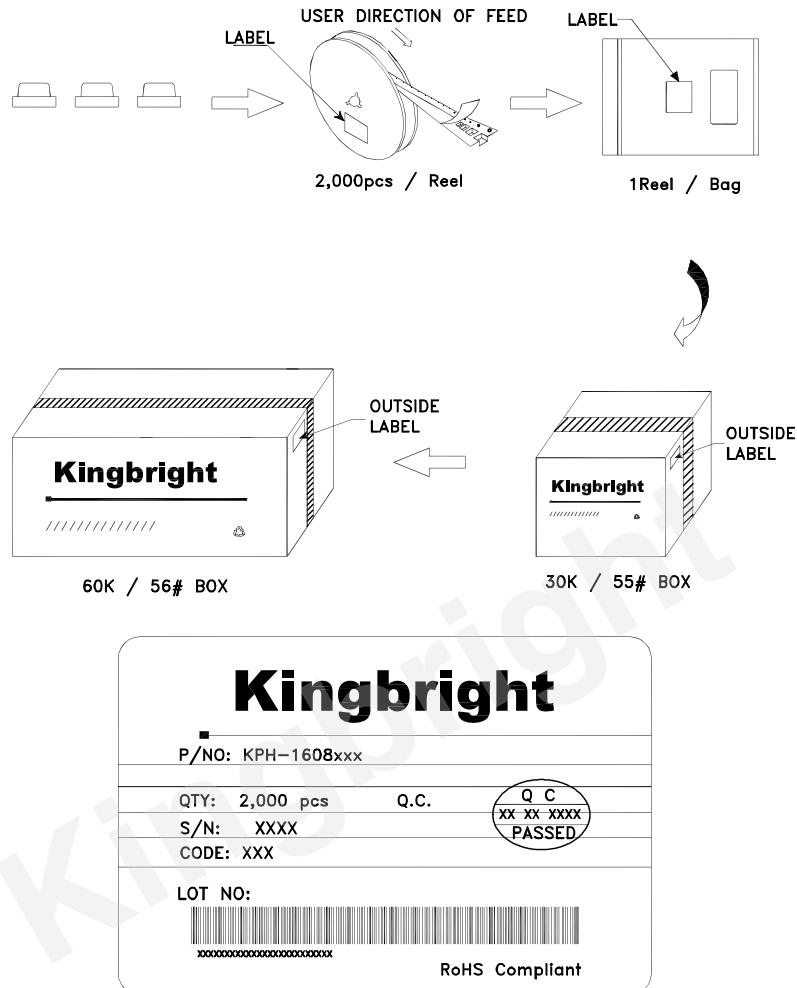 USER DIRECTION OF FEED
LABEL
LABEL
2,000pcs / Reel
1Reel / Bag
OUTSIDE
LABEL
OUTSIDE
LABEL
Kingbright
Kingbright
60K / 56# BOX
30K / 55# BOX
Kingbright
Kingbright
P/NO: KPH-1608xxx
QTY: 2,000 pcs Q.C.
Q C
XX XX XXXX
PASSED
S/N: XXXX
CODE: XXX
LOT NO:
XXXXXXXXXXXXXXXXXXXXXXXXXXX
RoHS Compliant